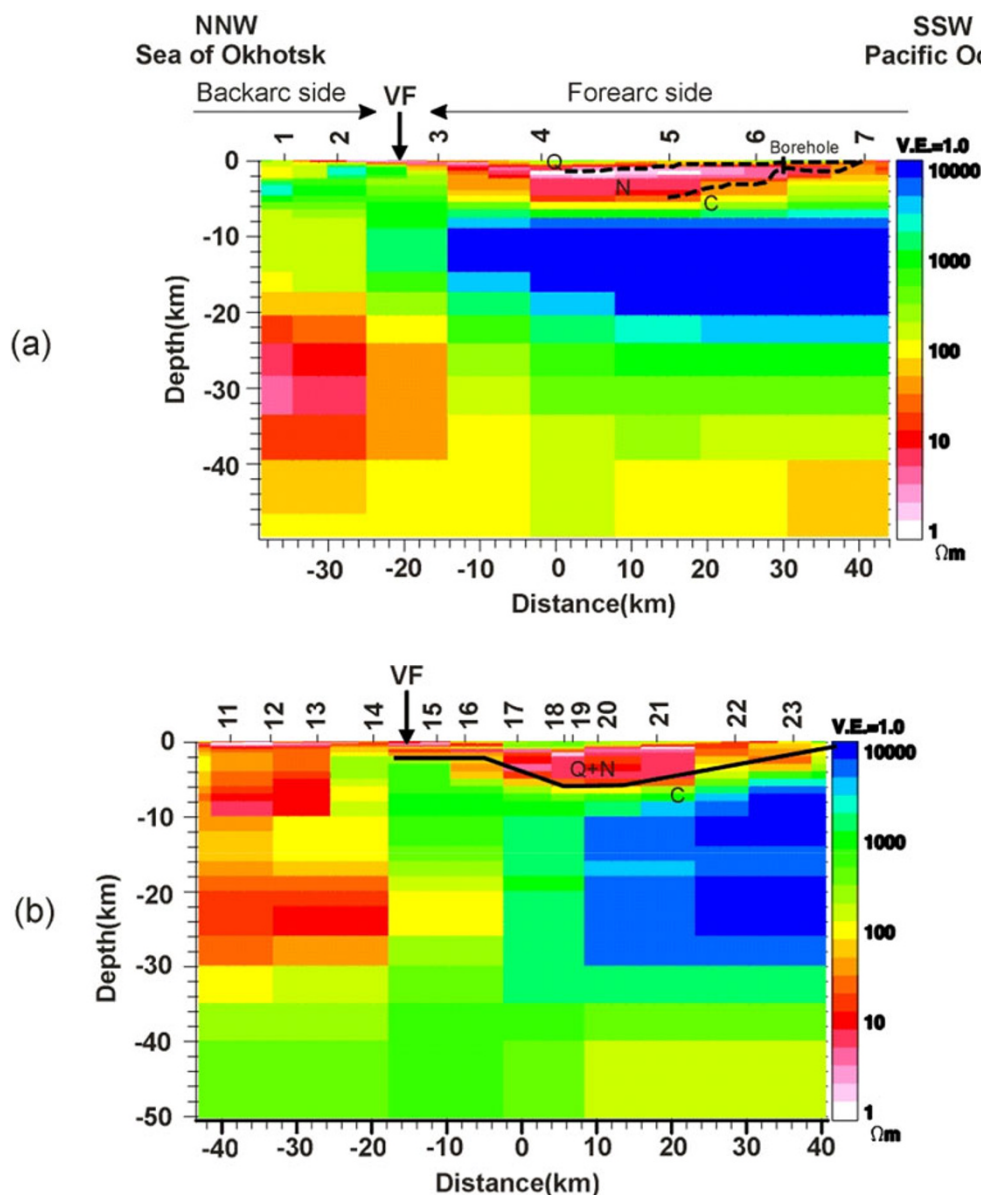 NNW
Sea of Okhotsk
SSW
Pacific Oc
Backarc side
VF
Forearc side
1 2 3 4 5 6 7
Borehole
V.E.=1.0
Q
N
C
0
-10
-20
-30
-40
Depth(km)
10000
1000
100
10
1
Ωm
-30 -20 -10 0 10 20 30 40
Distance(km)
(a)
VF
11 12 13 14 15 16 17 18 19 20 21 22 23
V.E.=1.0
Q+N
C
0
-10
-20
-30
-40
-50
Depth(km)
10000
1000
100
10
1
Ωm
-40 -30 -20 -10 0 10 20 30 40
Distance(km)
(b)